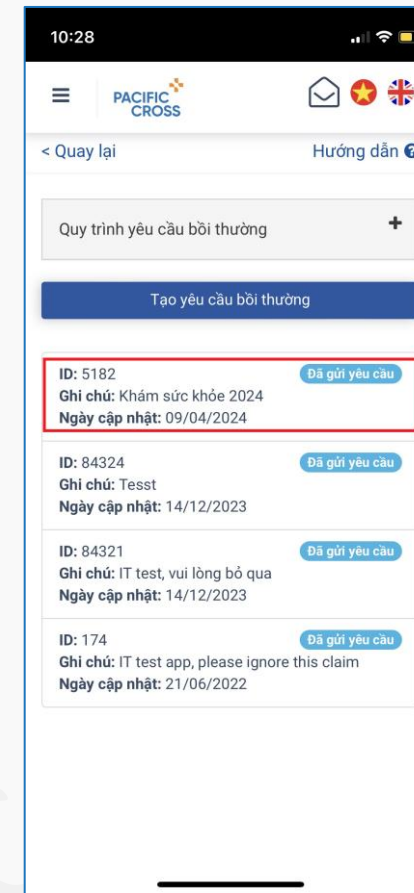 10:28
PACIFIC
CROSS
< Quay lại
Hướng dẫn
Quy trình yêu cầu bồi thường
Tạo yêu cầu bồi thường
ID: 5182
Đã gửi yêu cầu
Ghi chú: Khám sức khỏe 2024
Ngày cập nhật: 09/04/2024
ID: 84324
Đã gửi yêu cầu
Ghi chú: Tesst
Ngày cập nhật: 14/12/2023
ID: 84321
Đã gửi yêu cầu
Ghi chú: IT test, vui lòng bỏ qua
Ngày cập nhật: 14/12/2023
ID: 174
Đã gửi yêu cầu
Ghi chú: IT test app, please ignore this claim
Ngày cập nhật: 21/06/2022